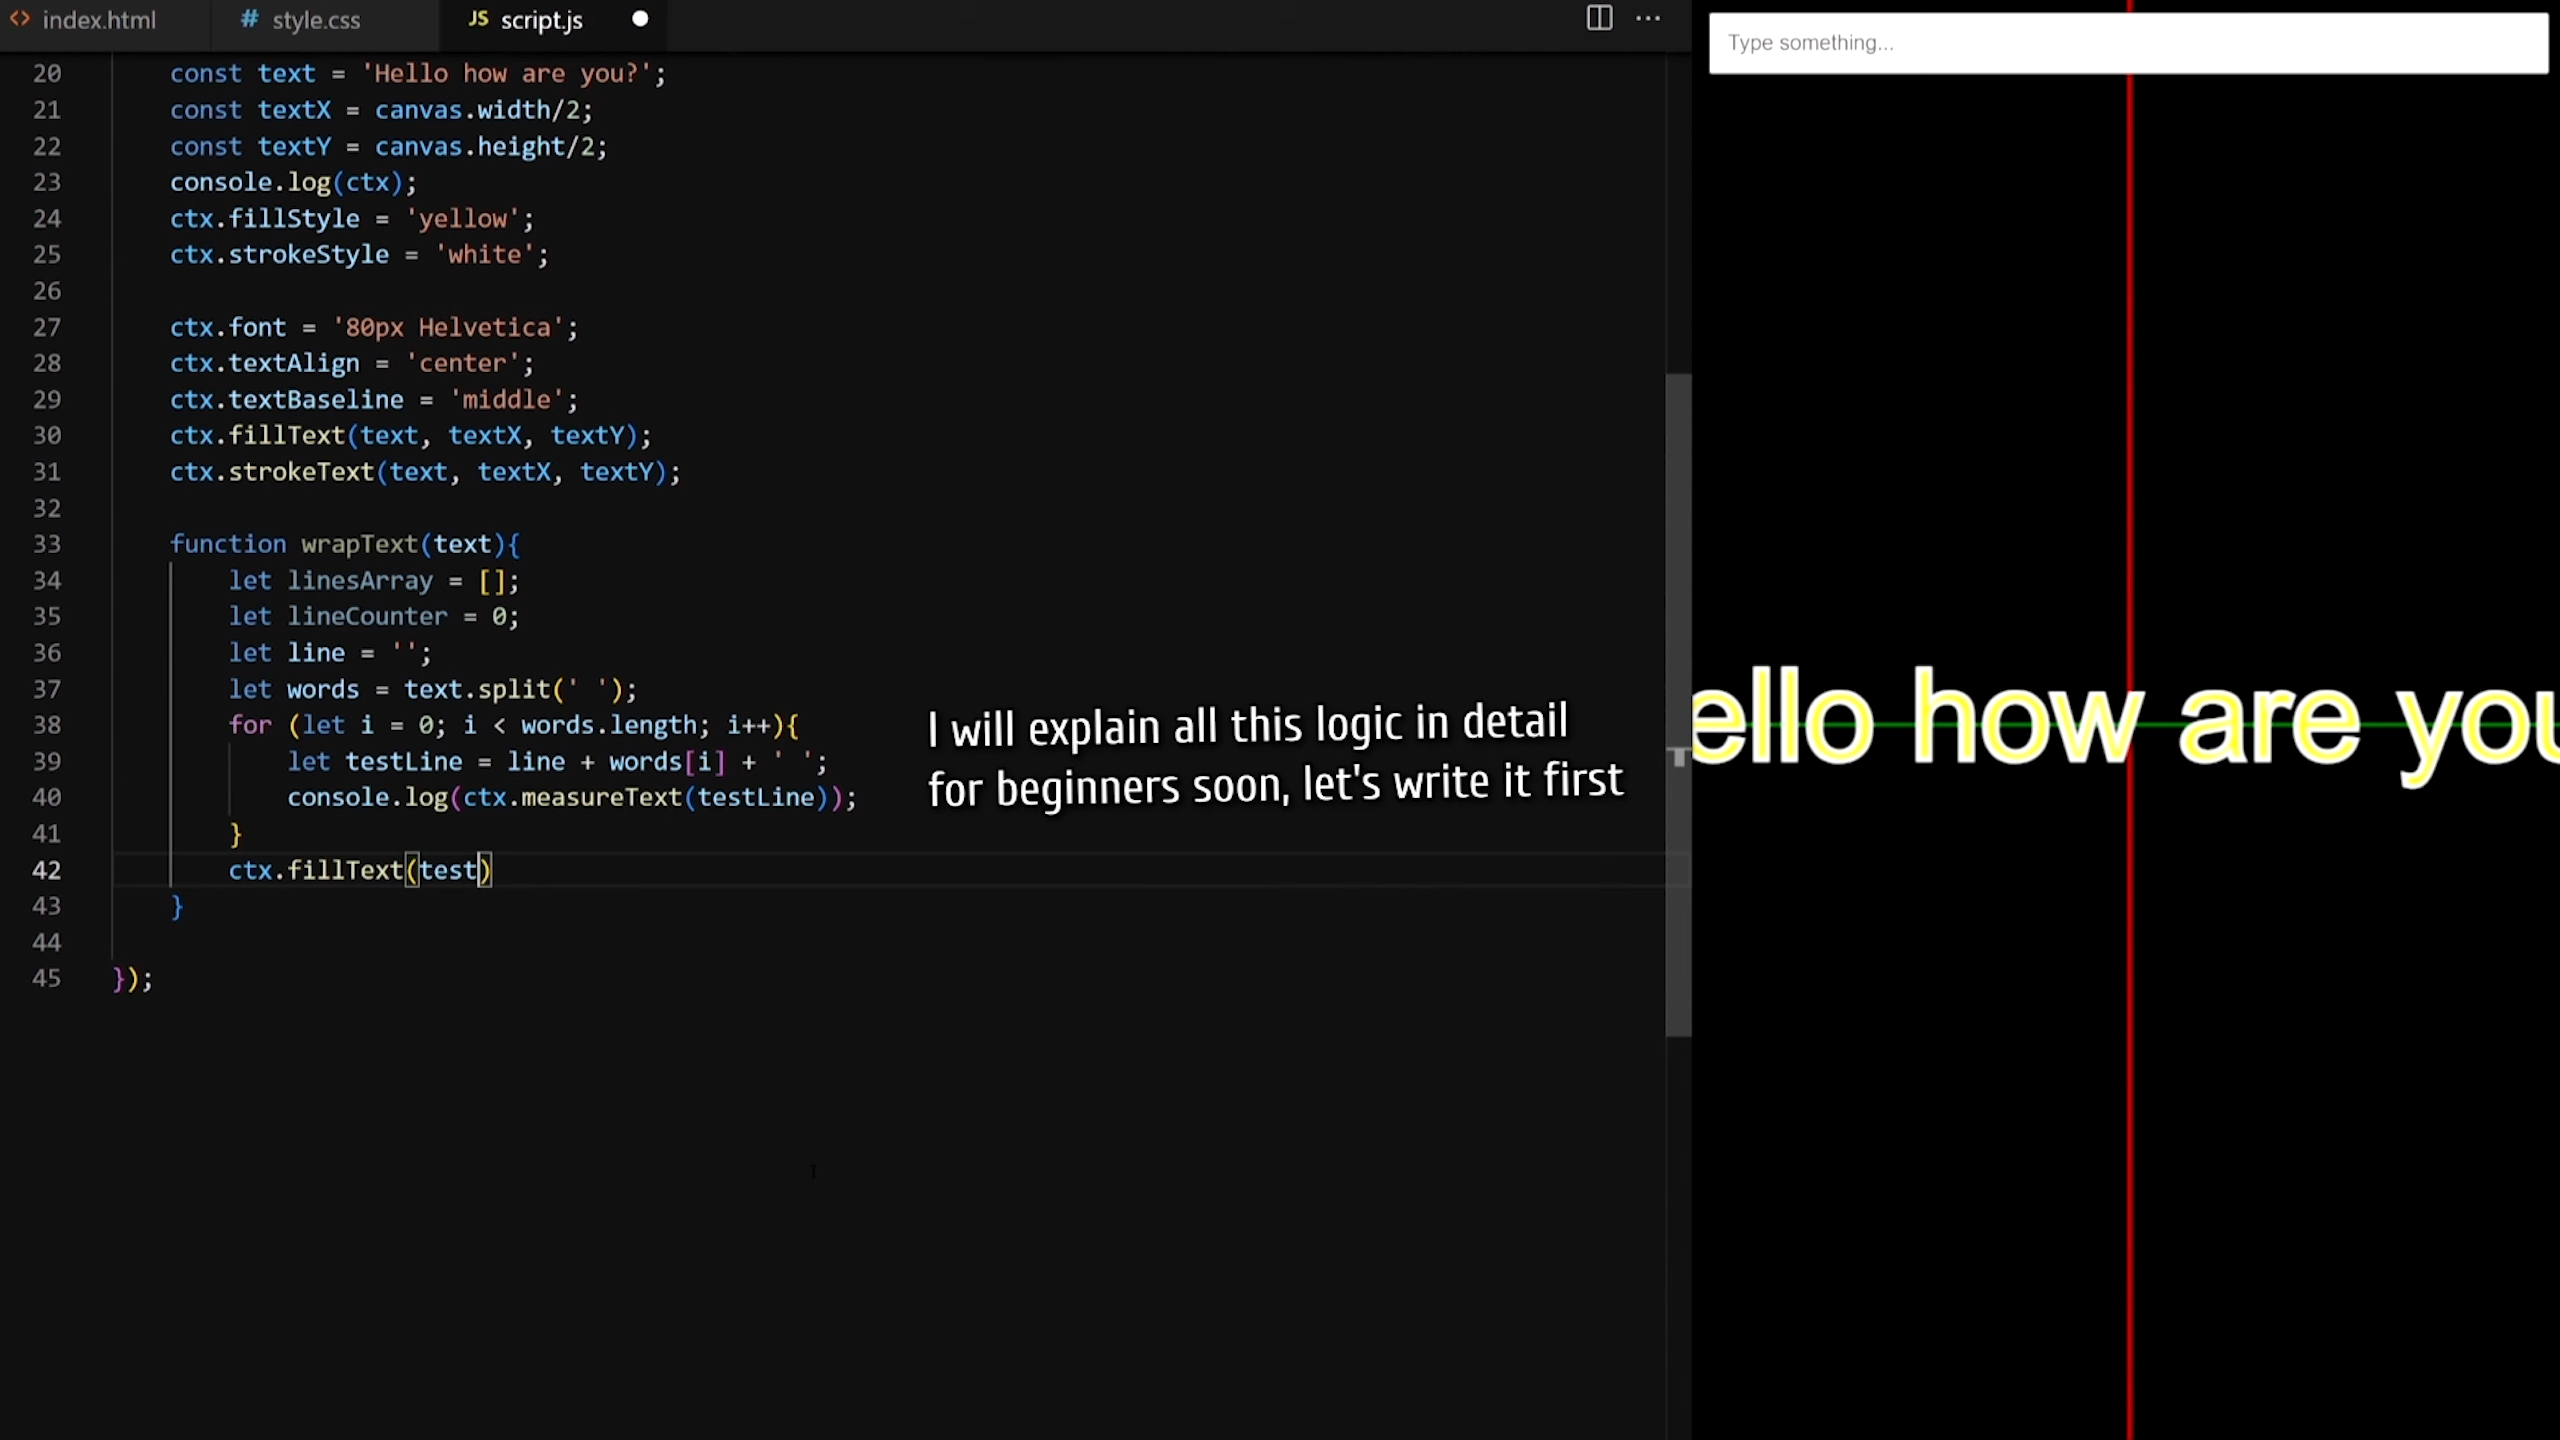 index.html
# style.css
JS script.js
Type something...
20 const text = 'Hello how are you?';
21 const textX = canvas.width/2;
22 const textY = canvas.height/2;
23 console.log(ctx);
24 ctx.fillStyle = 'yellow';
25 ctx.strokeStyle = 'white';
26
27 ctx.font = '80px Helvetica';
28 ctx.textAlign = 'center';
29 ctx.textBaseline = 'middle';
30 ctx.fillText(text, textX, textY);
31 ctx.strokeText(text, textX, textY);
32
33 function wrapText(text){
34 let linesArray = [];
35 let lineCounter = 0;
36 let line = '';
37 let words = text.split(' ');
38 for (let i = 0; i < words.length; i++){
39 let testLine = line + words[i] + ' ';
40 console.log(ctx.measureText(testLine));
41 }
42 ctx.fillText(test)
43 }
44
45 });
I will explain all this logic in detail
for beginners soon, let's write it first
ello how are you